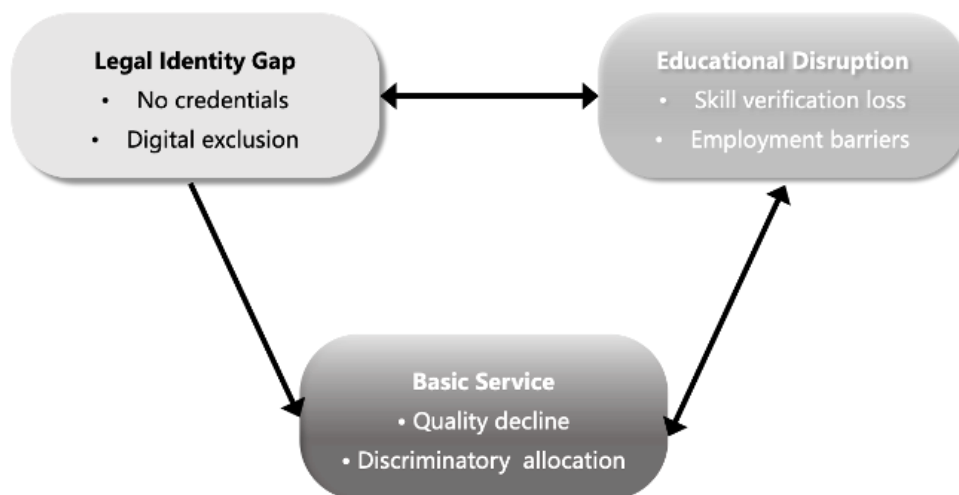 Legal Identity Gap
• No credentials
• Digital exclusion
Educational Disruption
• Skill verification loss
• Employment barriers
Basic Service
• Quality decline
• Discriminatory allocation